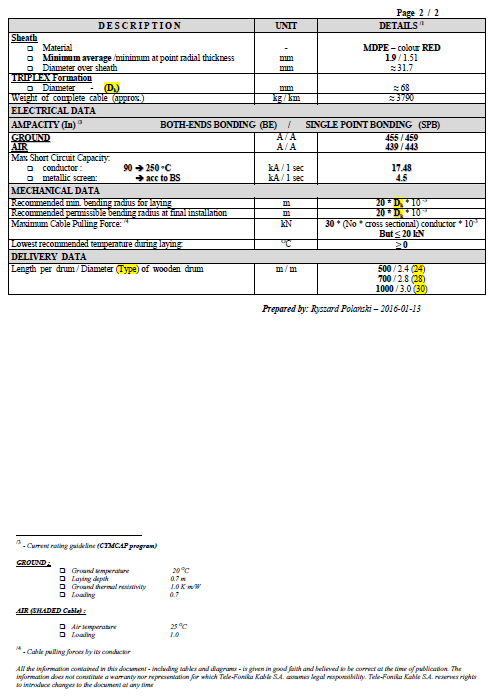 Page 2 / 2
DESCRIPTION UNIT DETAILS /1
Sheath
❑ Material - MDPE – colour RED
❑ Minimum average /minimum at point radial thickness mm 1.9 / 1.51
❑ Diameter over sheath mm ≈ 31.7
TRIPLEX Formation
❑ Diameter - (Dk) mm ≈ 68
Weight of complete cable (approx.) kg / km ≈ 3790
ELECTRICAL DATA
AMPACITY (In) /3 BOTH-ENDS BONDING (BE) / SINGLE POINT BONDING (SPB)
GROUND A / A 455 / 459
AIR A / A 439 / 443
Max Short Circuit Capacity:
❑ conductor : 90 ➔ 250 °C kA / 1 sec 17.48
❑ metallic screen: ➔ acc to BS kA / 1 sec 4.5
MECHANICAL DATA
Recommended min. bending radius for laying m 20 * Dk * 10 -3
Recommended permissible bending radius at final installation m 20 * Dk * 10 -3
Maximum Cable Pulling Force: /4 kN 30 * (No * cross sectional) conductor * 10-3
But ≤ 20 kN
Lowest recommended temperature during laying: °C ≥ 0
DELIVERY DATA
Length per drum / Diameter (Type) of wooden drum m / m 500 / 2.4 (24)
700 / 2.8 (28)
1000 / 3.0 (30)
Prepared by: Ryszard Polański – 2016-01-13
/3 - Current rating guideline (CYMCAP program)
GROUND :
❑ Ground temperature 20 °C
❑ Laying depth 0.7 m
❑ Ground thermal resistivity 1.0 K·m/W
❑ Loading 0.7
AIR (SHADED Cable) :
❑ Air temperature 25 °C
❑ Loading 1.0
/4 - Cable pulling forces by its conductor
All the information contained in this document - including tables and diagrams - is given in good faith and believed to be correct at the time of publication. The
information does not constitute a warranty nor representation for which Tele-Fonika Kable S.A. assumes legal responsibility. Tele-Fonika Kable S.A. reserves rights
to introduce changes to the document at any time